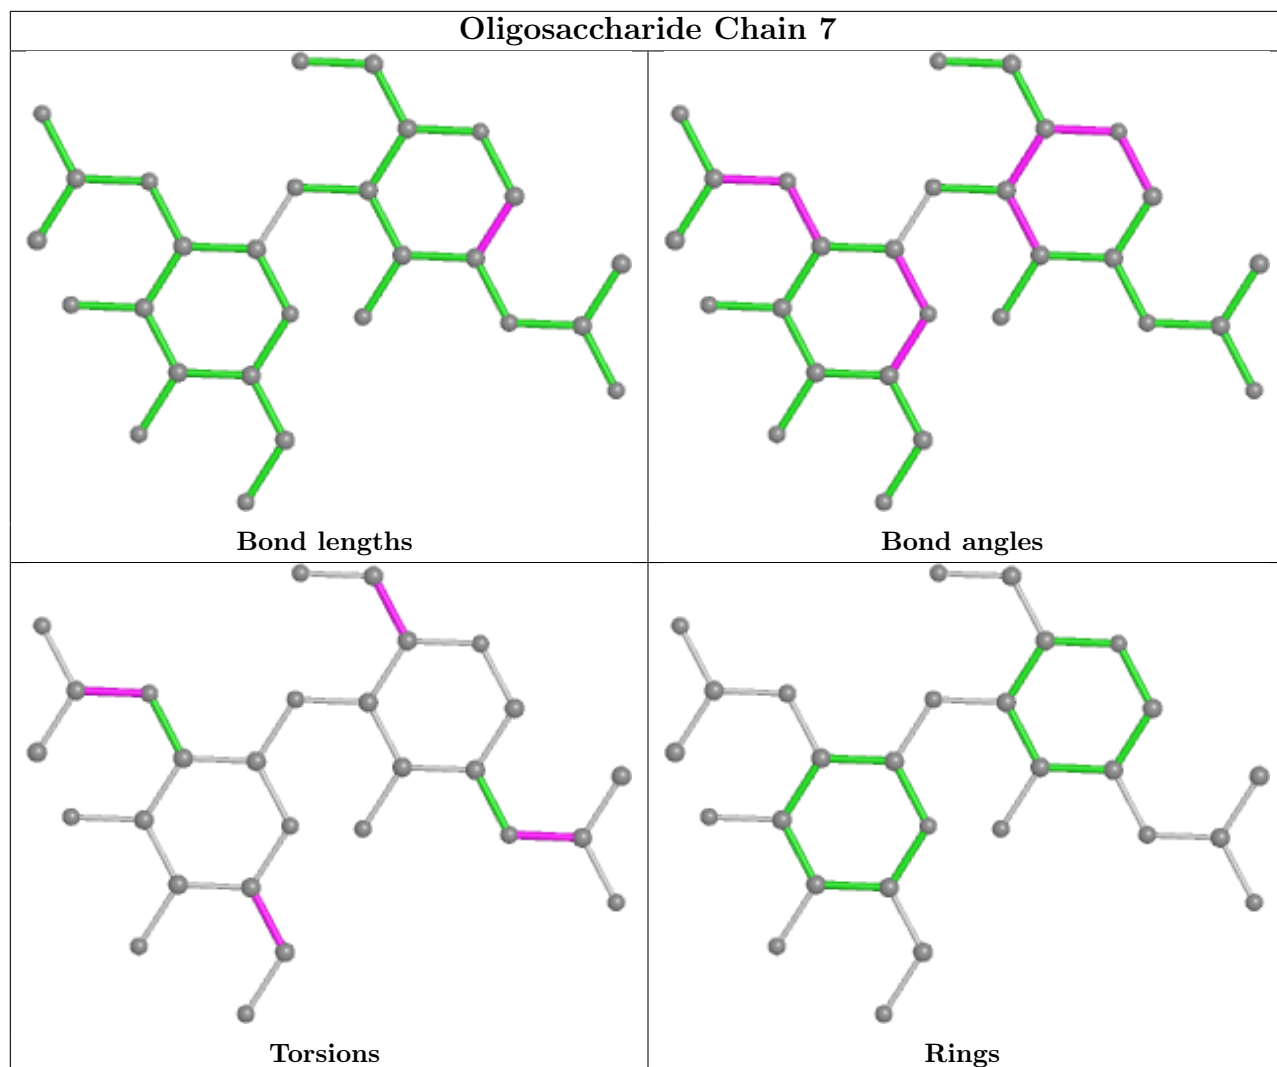 Oligosaccharide Chain 7
Bond lengths
Bond angles
Torsions
Rings